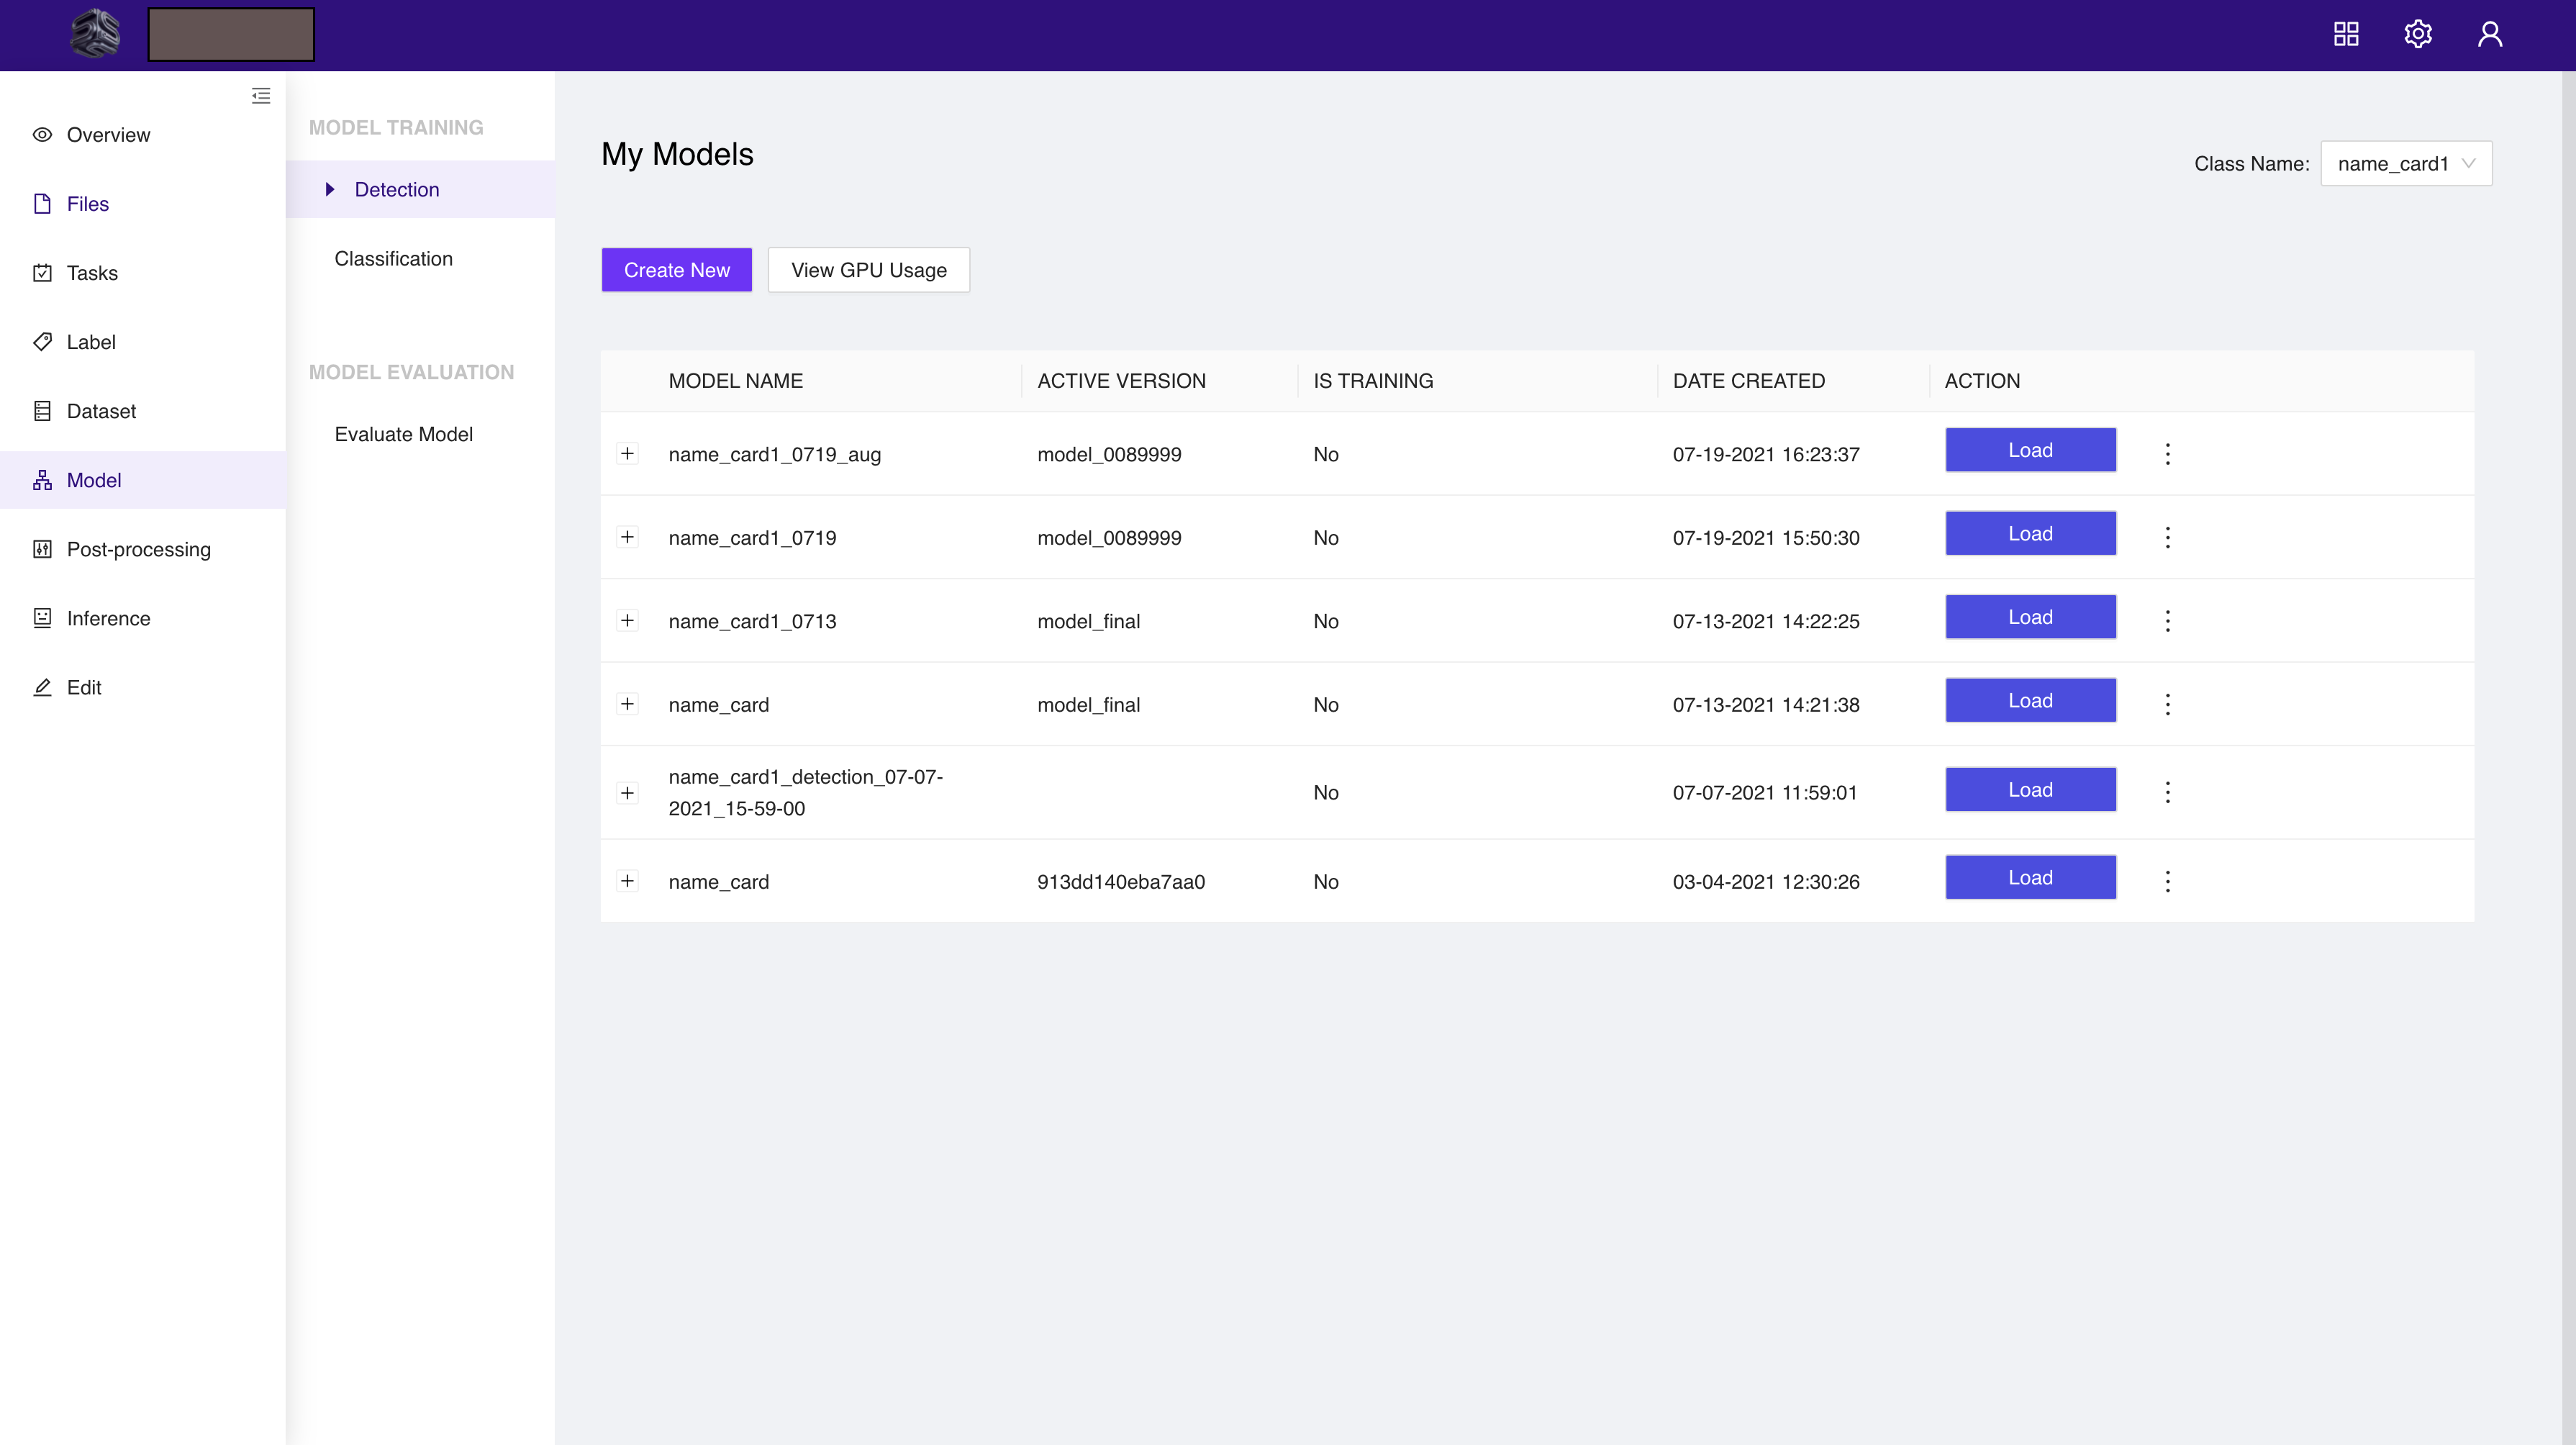 Overview
Files
Tasks
Label
Dataset
Model
Post-processing
Inference
Edit
MODEL TRAINING
Detection
Classification
MODEL EVALUATION
Evaluate Model
My Models
Class Name: name_card1
Create New View GPU Usage
MODEL NAME ACTIVE VERSION IS TRAINING DATE CREATED ACTION
name_card1_0719_aug model_0089999 No 07-19-2021 16:23:37 Load
name_card1_0719 model_0089999 No 07-19-2021 15:50:30 Load
name_card1_0713 model_final No 07-13-2021 14:22:25 Load
name_card model_final No 07-13-2021 14:21:38 Load
name_card1_detection_07-07-
2021_15-59-00 No 07-07-2021 11:59:01 Load
name_card 913dd140eba7aa0 No 03-04-2021 12:30:26 Load